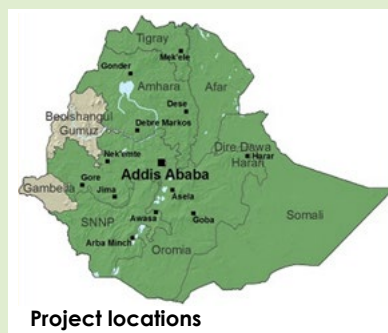 Tigray
Mek'ele
Gonder
Amhara
Afar
Dese
Benishangul
Gumuz
Debre Markos
Dire Dawa
Harari
Harar
Nek'emte
Addis Ababa
Gambella
Gore
Jima
Asela
SNNP
Awasa
Goba
Somali
Arba Minch
Oromia
Project locations